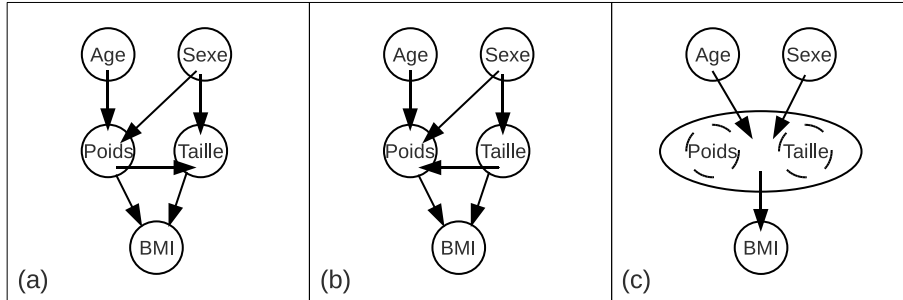 Age Sexe
Poids Taille
BMI
(a)
Age Sexe
Poids Taille
BMI
(b)
Age Sexe
Poids Taille
BMI
(c)